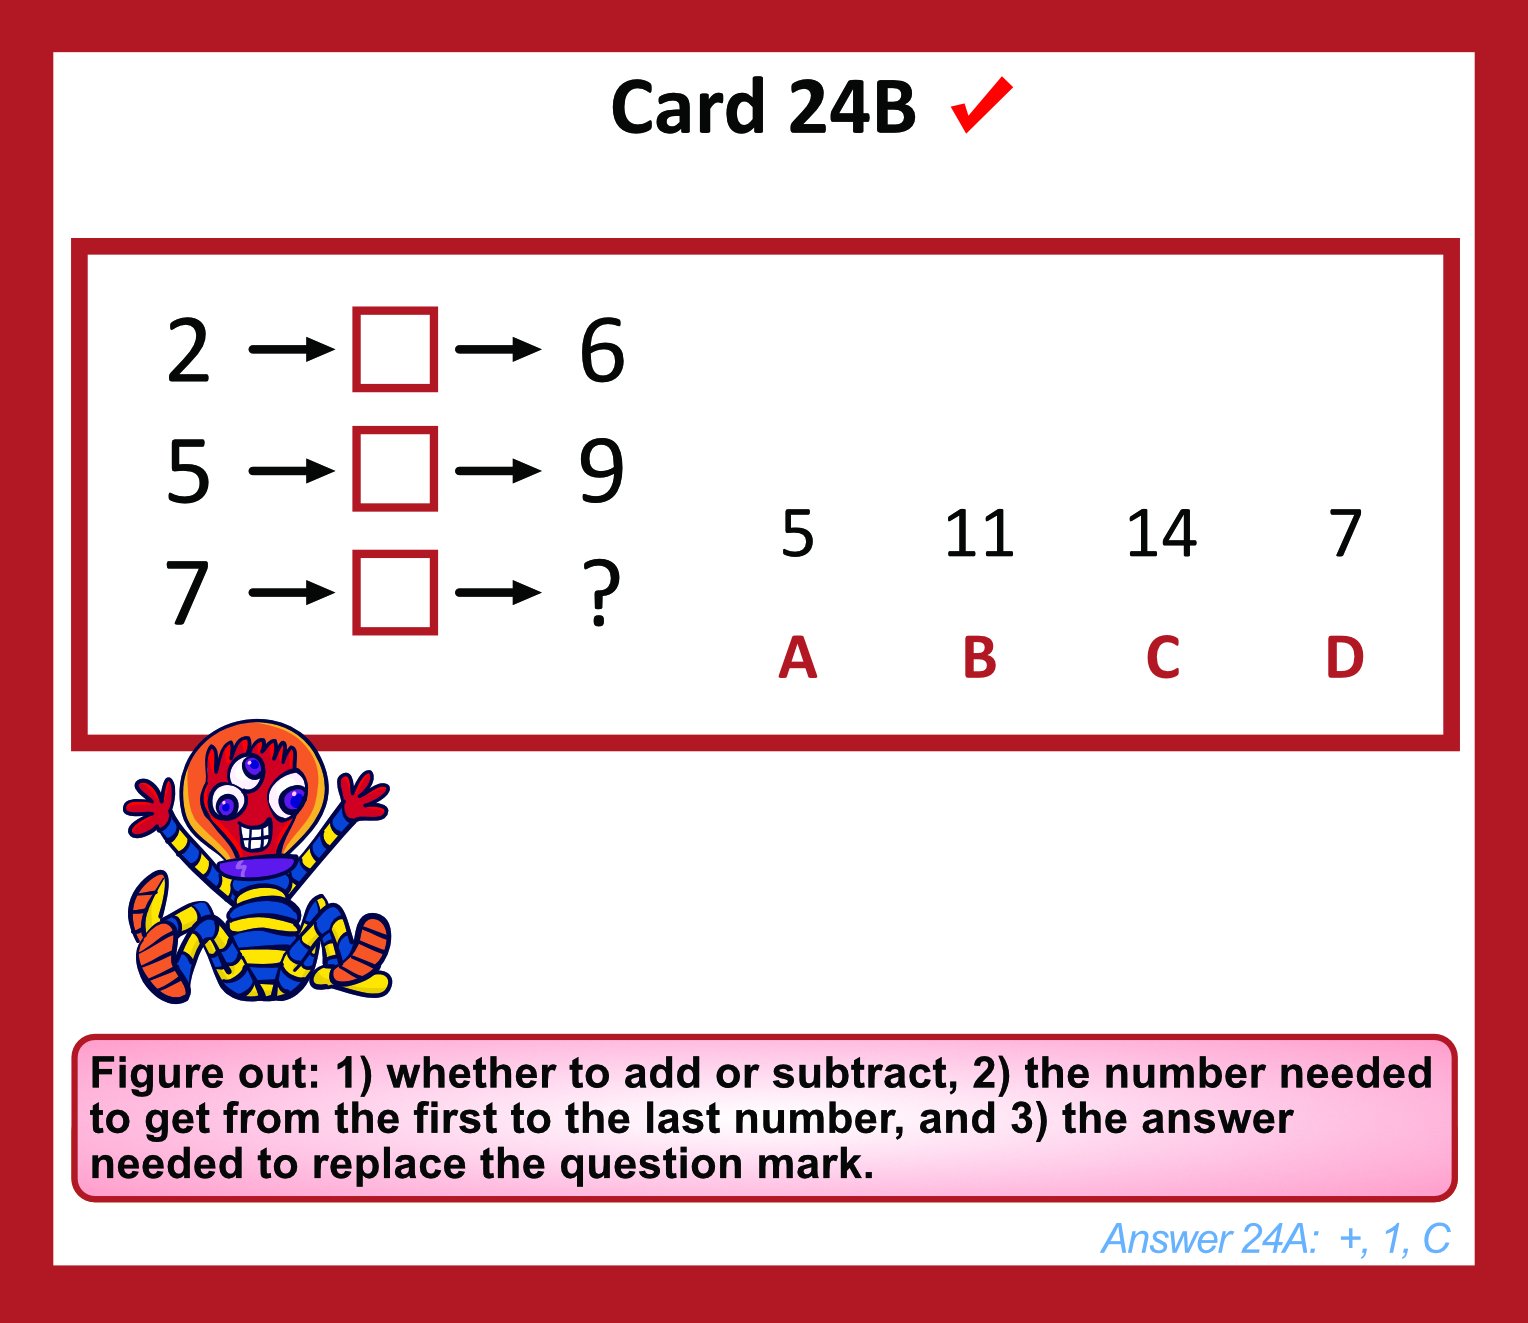 Card 24B
2 → □ → 6
5 → □ → 9
7 → □ → ?
5 11 14 7
A B C D
Figure out: 1) whether to add or subtract, 2) the number needed
to get from the first to the last number, and 3) the answer
needed to replace the question mark.
Answer 24A: +, 1, C